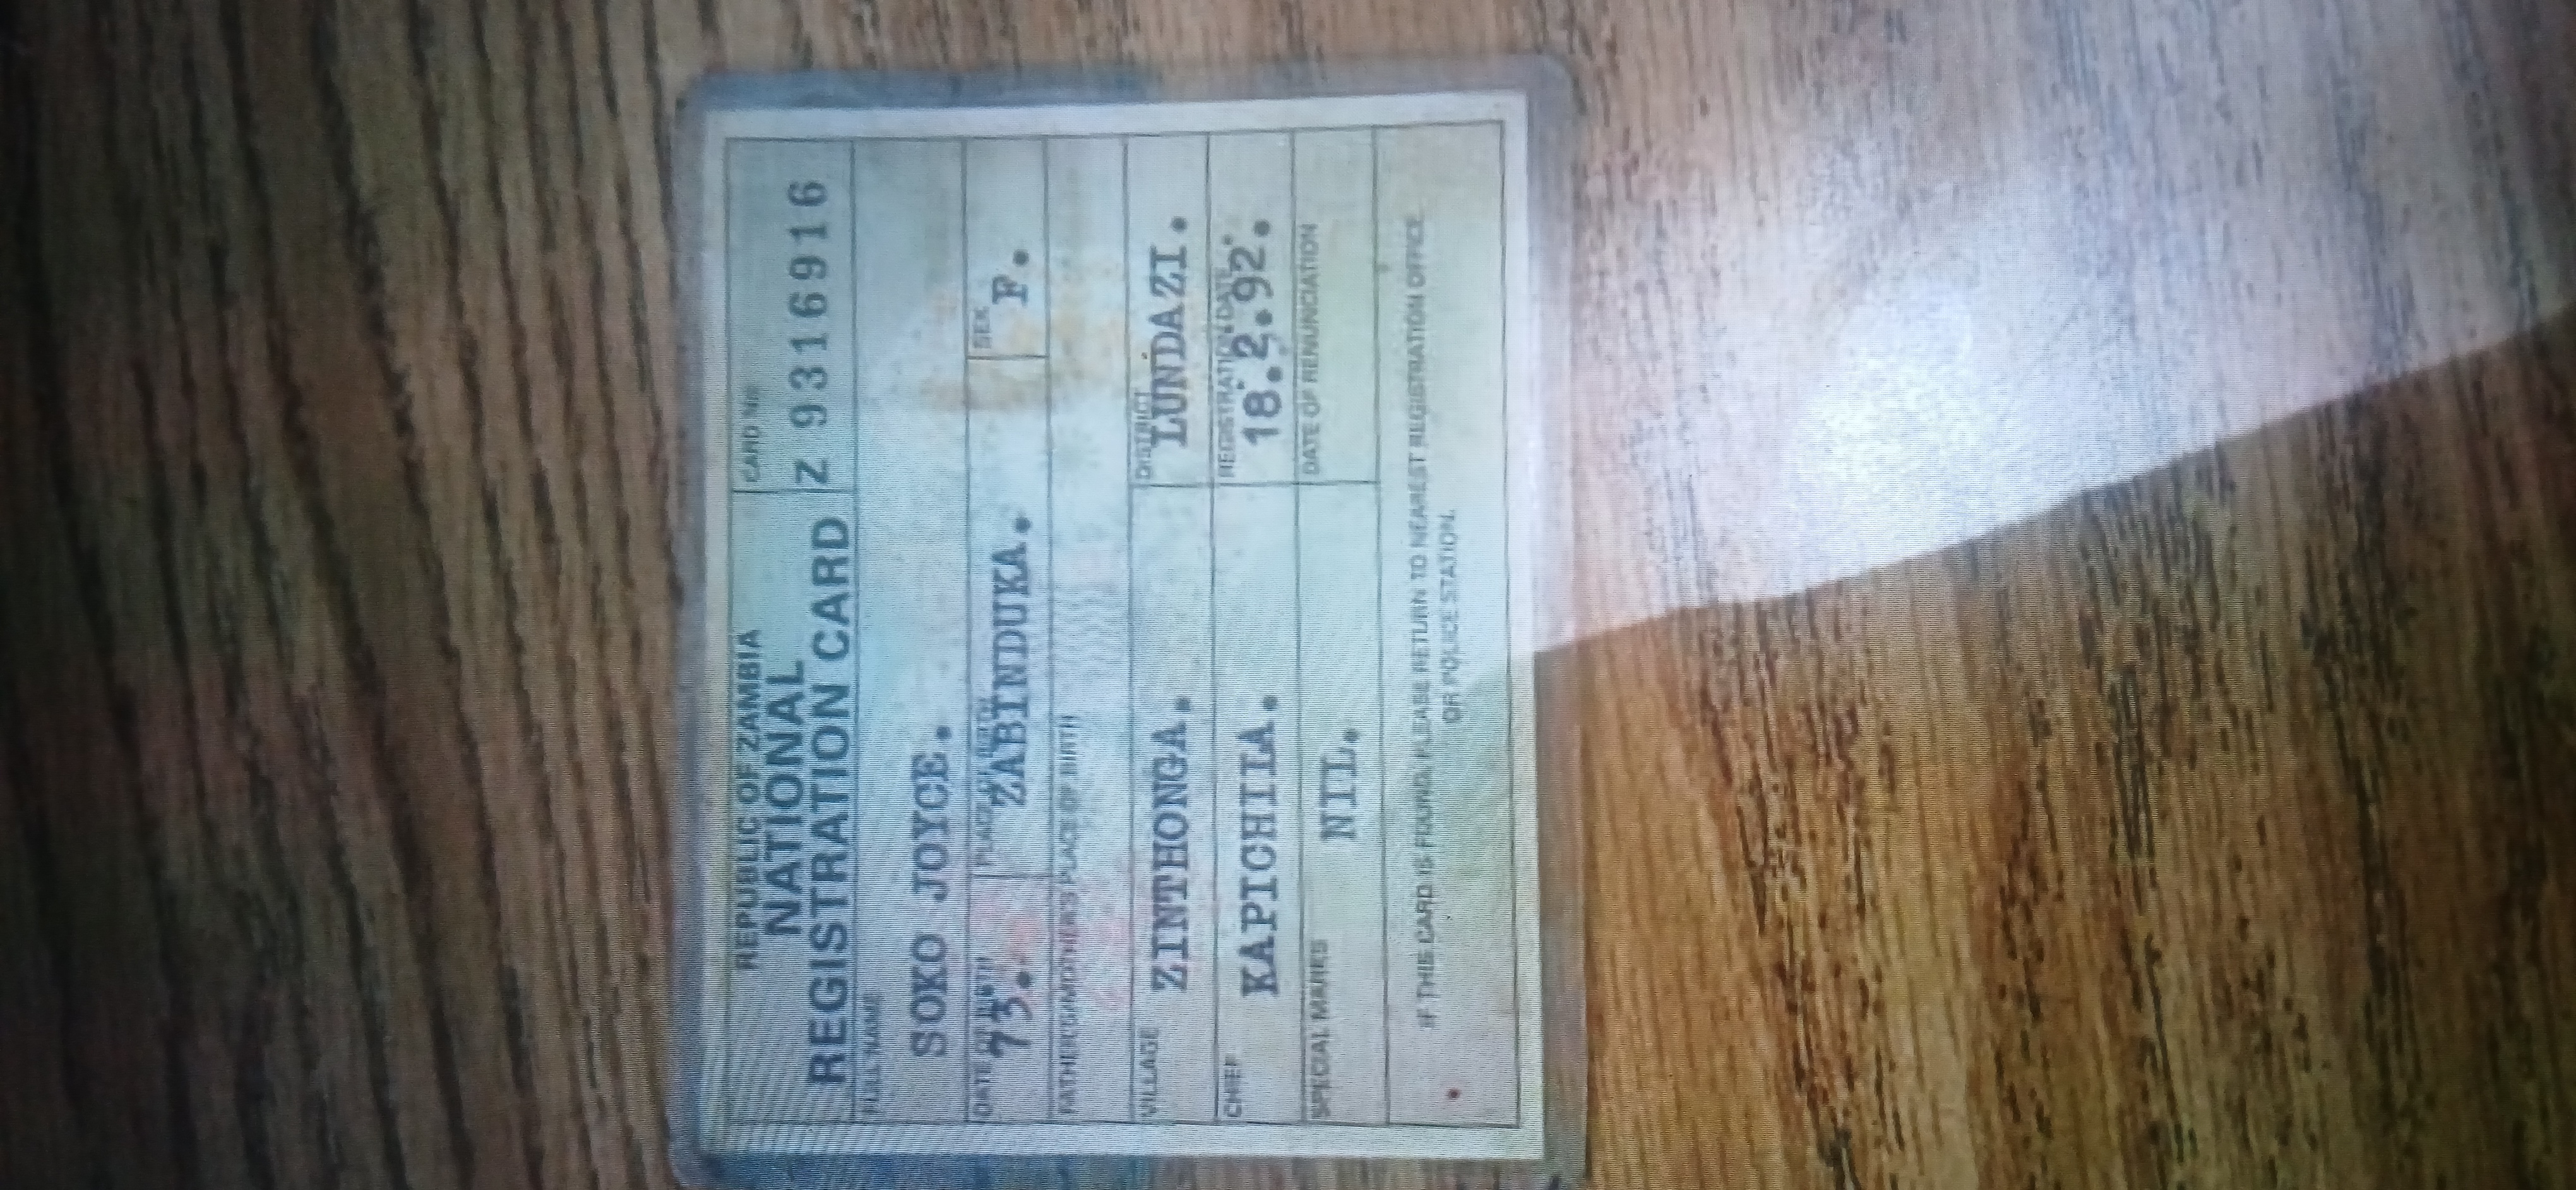 REPUBLIC OF ZAMBIA
NATIONAL
REGISTRATION CARD
CARD No.
Z 9316916
FULL NAME
SOKO JOYCE.
DATE OF BIRTH
73.
PLACE OF BIRTH
ZABINDUKA.
SEX
F.
FATHER'S/MOTHER'S PLACE OF BIRTH
VILLAGE
ZINTHONGA.
DISTRICT
LUNDAZI.
CHIEF
KAPICHILA.
REGISTRATION DATE
18.2.92.
SPECIAL MARKS
NIL.
DATE OF RENUNCIATION
IF THIS CARD IS FOUND, PLEASE RETURN TO NEAREST REGISTRATION OFFICE
OR POLICE STATION.